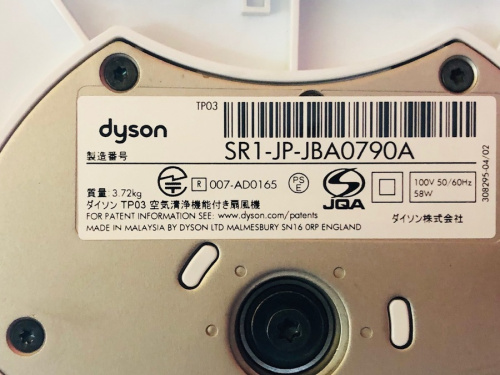 TP03
dyson
製造番号
SR1-JP-JBA0790A
R 007-AD0165
PS E
JQA
100V 50/60Hz
58W
308295-04/02
質量: 3.72kg
ダイソン TP03 空気清浄機能付き扇風機
ダイソン株式会社
FOR PATENT INFORMATION SEE: www.dyson.com/patents
MADE IN MALAYSIA BY DYSON LTD MALMESBURY SN16 0RP ENGLAND